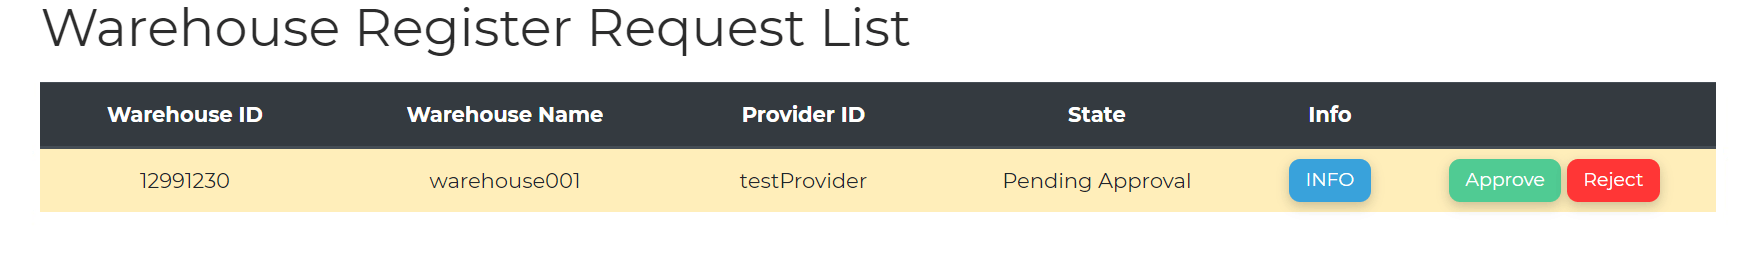 Warehouse Register Request List
Warehouse ID Warehouse Name Provider ID State Info
12991230 warehouse001 testProvider Pending Approval INFO Approve Reject